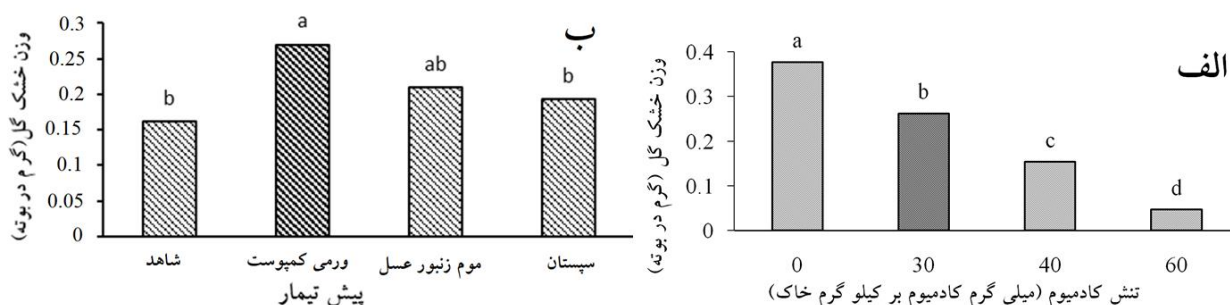 الف
وزن خشک گل (گرم در بوته)
0.4
0.3
0.2
0.1
0
a
b
c
d
0 30 40 60
تنش کادمیوم (میلی گرم کادمیوم بر کیلو گرم خاک)
ب
وزن خشک گل(گرم در بوته)
0.3
0.25
0.2
0.15
0.1
0.05
0
b
a
ab
b
شاهد ورمی کمپوست موم زنبور عسل سپستان
پیش تیمار